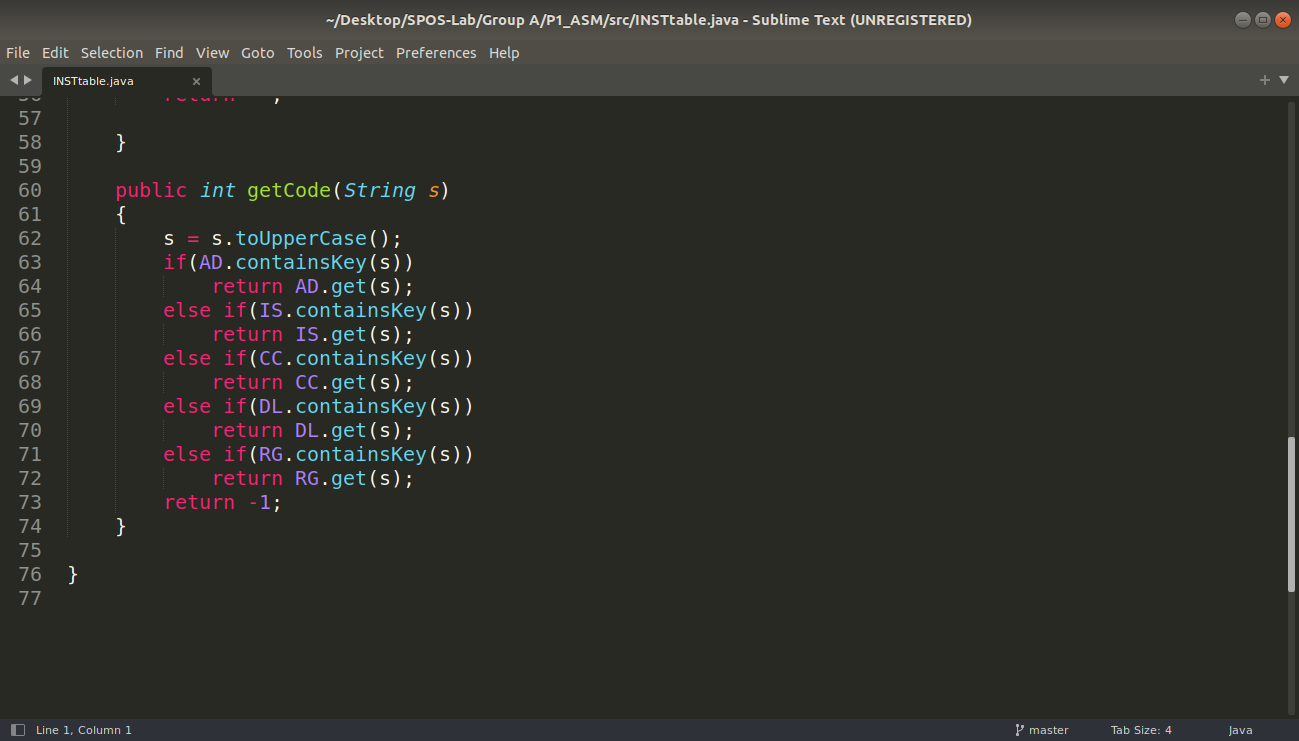 ~/Desktop/SPOS-Lab/Group A/P1_ASM/src/INSTtable.java - Sublime Text (UNREGISTERED)
File Edit Selection Find View Goto Tools Project Preferences Help
INSTtable.java
57
58     }
59
60     public int getCode(String s)
61     {
62         s = s.toUpperCase();
63         if(AD.containsKey(s))
64             return AD.get(s);
65         else if(IS.containsKey(s))
66             return IS.get(s);
67         else if(CC.containsKey(s))
68             return CC.get(s);
69         else if(DL.containsKey(s))
70             return DL.get(s);
71         else if(RG.containsKey(s))
72             return RG.get(s);
73         return -1;
74     }
75
76 }
77
Line 1, Column 1 master Tab Size: 4 Java